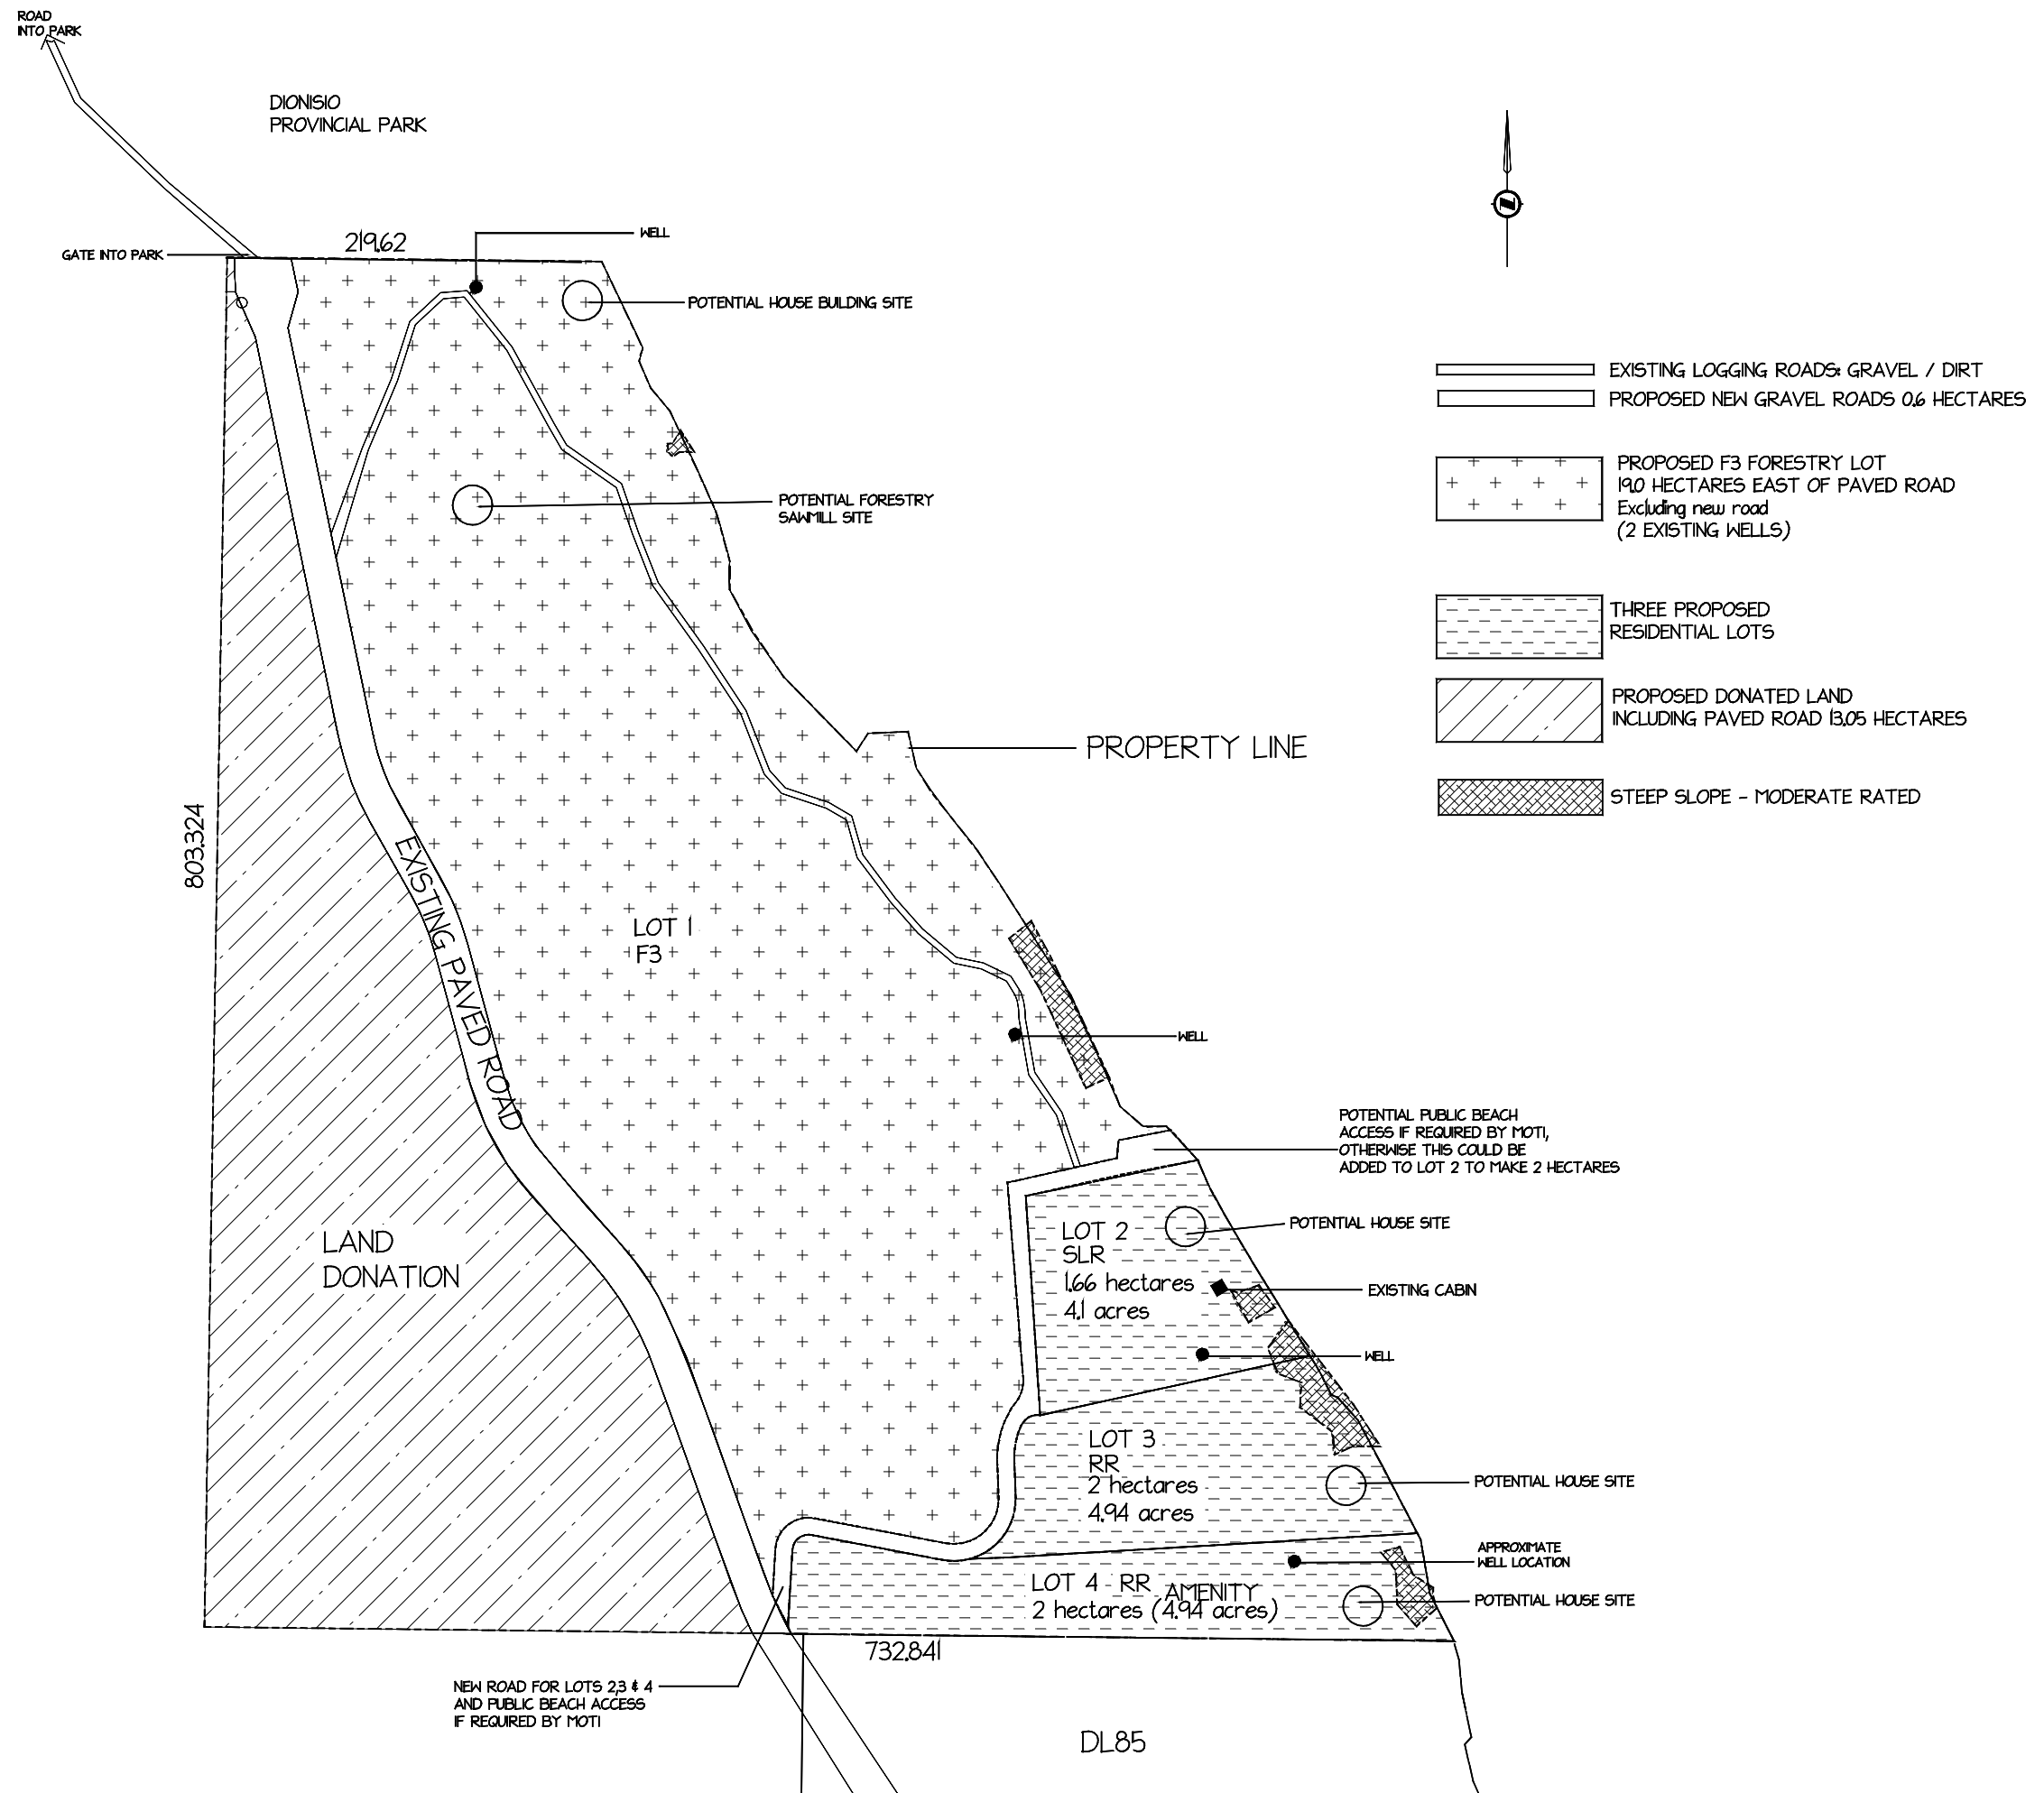 ROAD
INTO PARK
DIONISIO
PROVINCIAL PARK
GATE INTO PARK
219.62
WELL
POTENTIAL HOUSE BUILDING SITE
N
EXISTING LOGGING ROADS: GRAVEL / DIRT
PROPOSED NEW GRAVEL ROADS 0.6 HECTARES
PROPOSED F3 FORESTRY LOT
19.0 HECTARES EAST OF PAVED ROAD
Excluding new road
(2 EXISTING WELLS)
POTENTIAL FORESTRY
SAWMILL SITE
THREE PROPOSED
RESIDENTIAL LOTS
PROPOSED DONATED LAND
INCLUDING PAVED ROAD 13.05 HECTARES
PROPERTY LINE
STEEP SLOPE - MODERATE RATED
803.324
EXISTING PAVED ROAD
LOT 1
F3
WELL
POTENTIAL PUBLIC BEACH
ACCESS IF REQUIRED BY MOTI,
OTHERWISE THIS COULD BE
ADDED TO LOT 2 TO MAKE 2 HECTARES
LAND
DONATION
LOT 2
SLR
1.66 hectares
4.1 acres
POTENTIAL HOUSE SITE
EXISTING CABIN
WELL
LOT 3
RR
2 hectares
4.94 acres
POTENTIAL HOUSE SITE
APPROXIMATE
WELL LOCATION
LOT 4 RR AMENITY
2 hectares (4.94 acres)
POTENTIAL HOUSE SITE
732.841
NEW ROAD FOR LOTS 2,3 & 4
AND PUBLIC BEACH ACCESS
IF REQUIRED BY MOTI
DL85